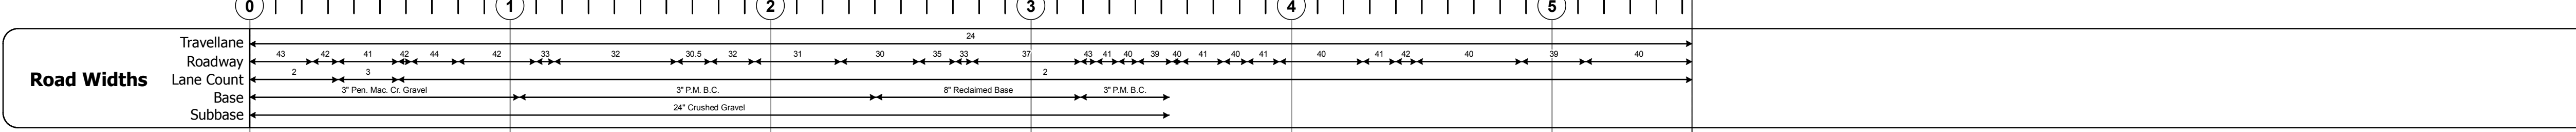 0 1 2 3 4 5
Travellane 24
Roadway 43 42 41 42 44 42 33 32 30.5 32 31 30 35 33 37 43 41 40 39 40 41 40 41 40 41 42 40 39 40
Road Widths
Lane Count 2 3 2
Base 3" Pen. Mac. Cr. Gravel 3" P.M. B.C. 8" Reclaimed Base 3" P.M. B.C.
Subbase 24" Crushed Gravel